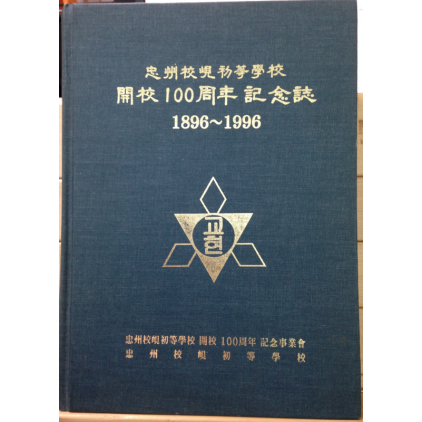 忠州校峴初等學校
開校100周年記念誌
1896~1996
교현
忠州校峴初等學校 開校 100周年 記念事業會
忠州校峴初等學校